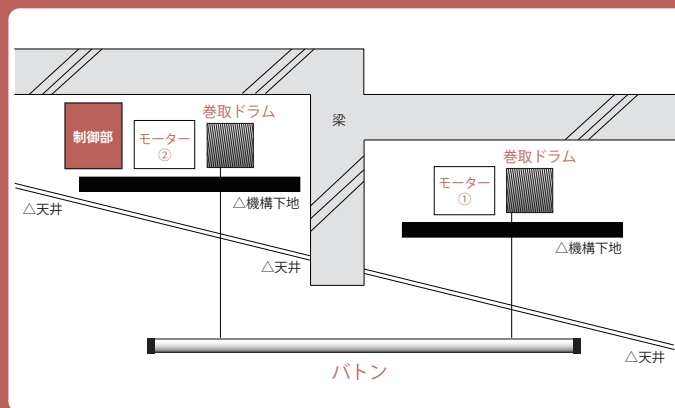 巻取ドラム
制御部
モーター
②
梁
巻取ドラム
モーター
①
△機構下地
△天井
△機構下地
△天井
△天井
バトン